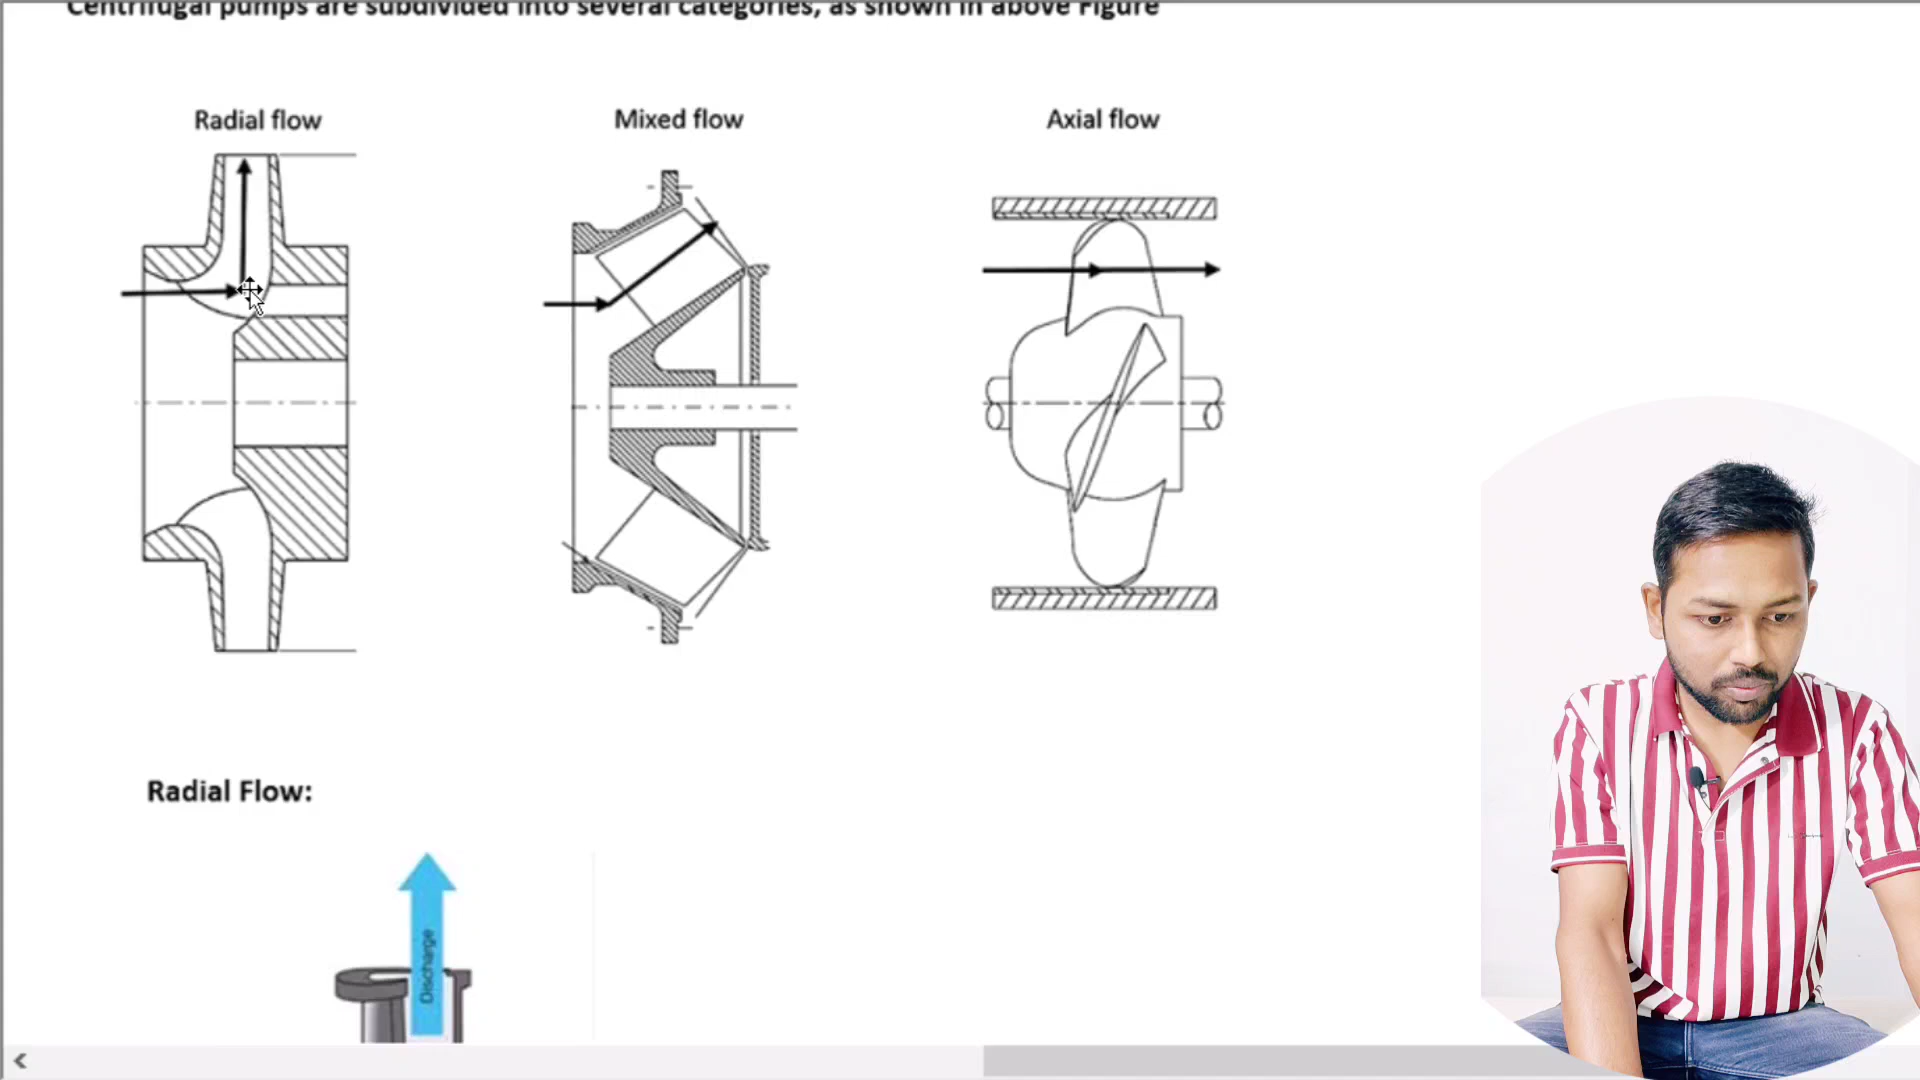 Centrifugal pumps are subdivided into several categories, as shown in above Figure
Radial flow
Mixed flow
Axial flow
Radial Flow:
Discharge